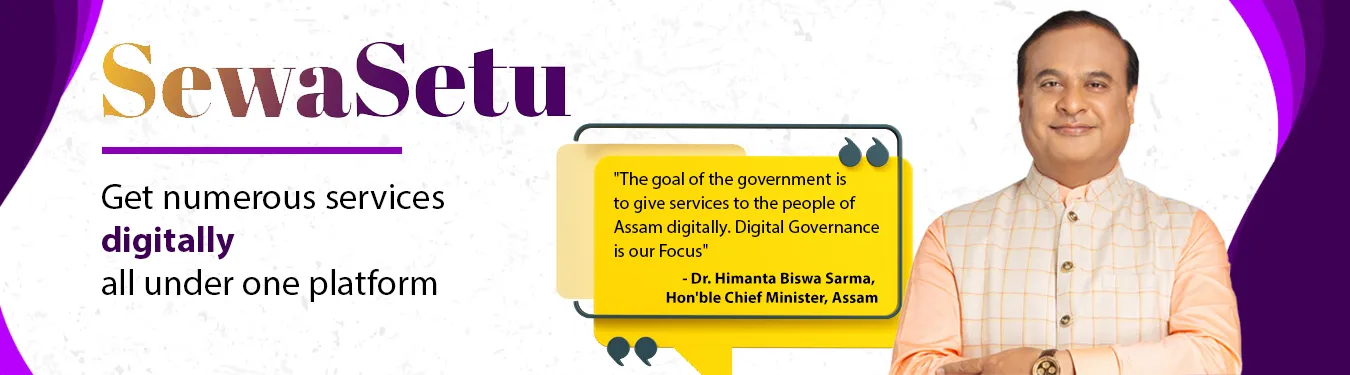 SewaSetu
Get numerous services
digitally
all under one platform
"The goal of the government is
to give services to the people of
Assam digitally. Digital Governance
is our Focus"
- Dr. Himanta Biswa Sarma,
Hon'ble Chief Minister, Assam